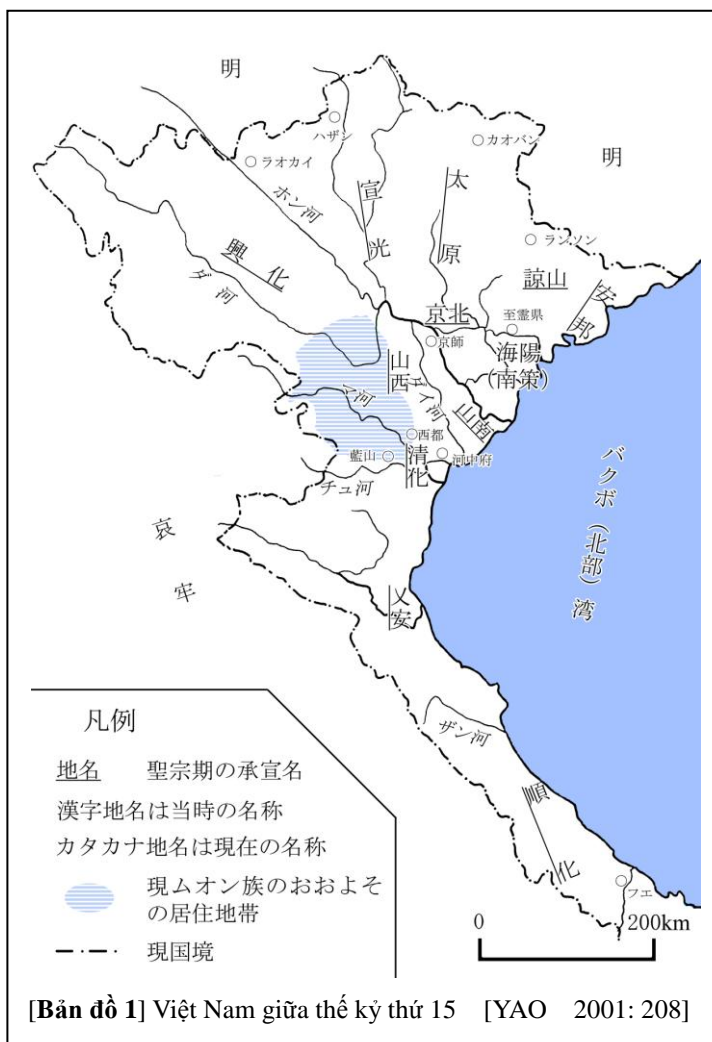 明
ハザン
カオバン
ラオカイ
明
ホン河
宣光
太原
ランソン
興化
ダ河
諒山
安邦
京北
至霊県
京師
海陽
(南策)
山西
ダイ河
マ河
山南
西都
藍山
清化
河中府
チュ河
バクボ(北部)湾
哀牢
乂安
ザン河
順化
フエ
凡例
地名 聖宗期の承宣名
漢字地名は当時の名称
カタカナ地名は現在の名称
現ムオン族のおおよそ
の居住地帯
現国境
0 200km
[Bản đồ 1] Việt Nam giữa thế kỷ thứ 15 [YAO 2001: 208]